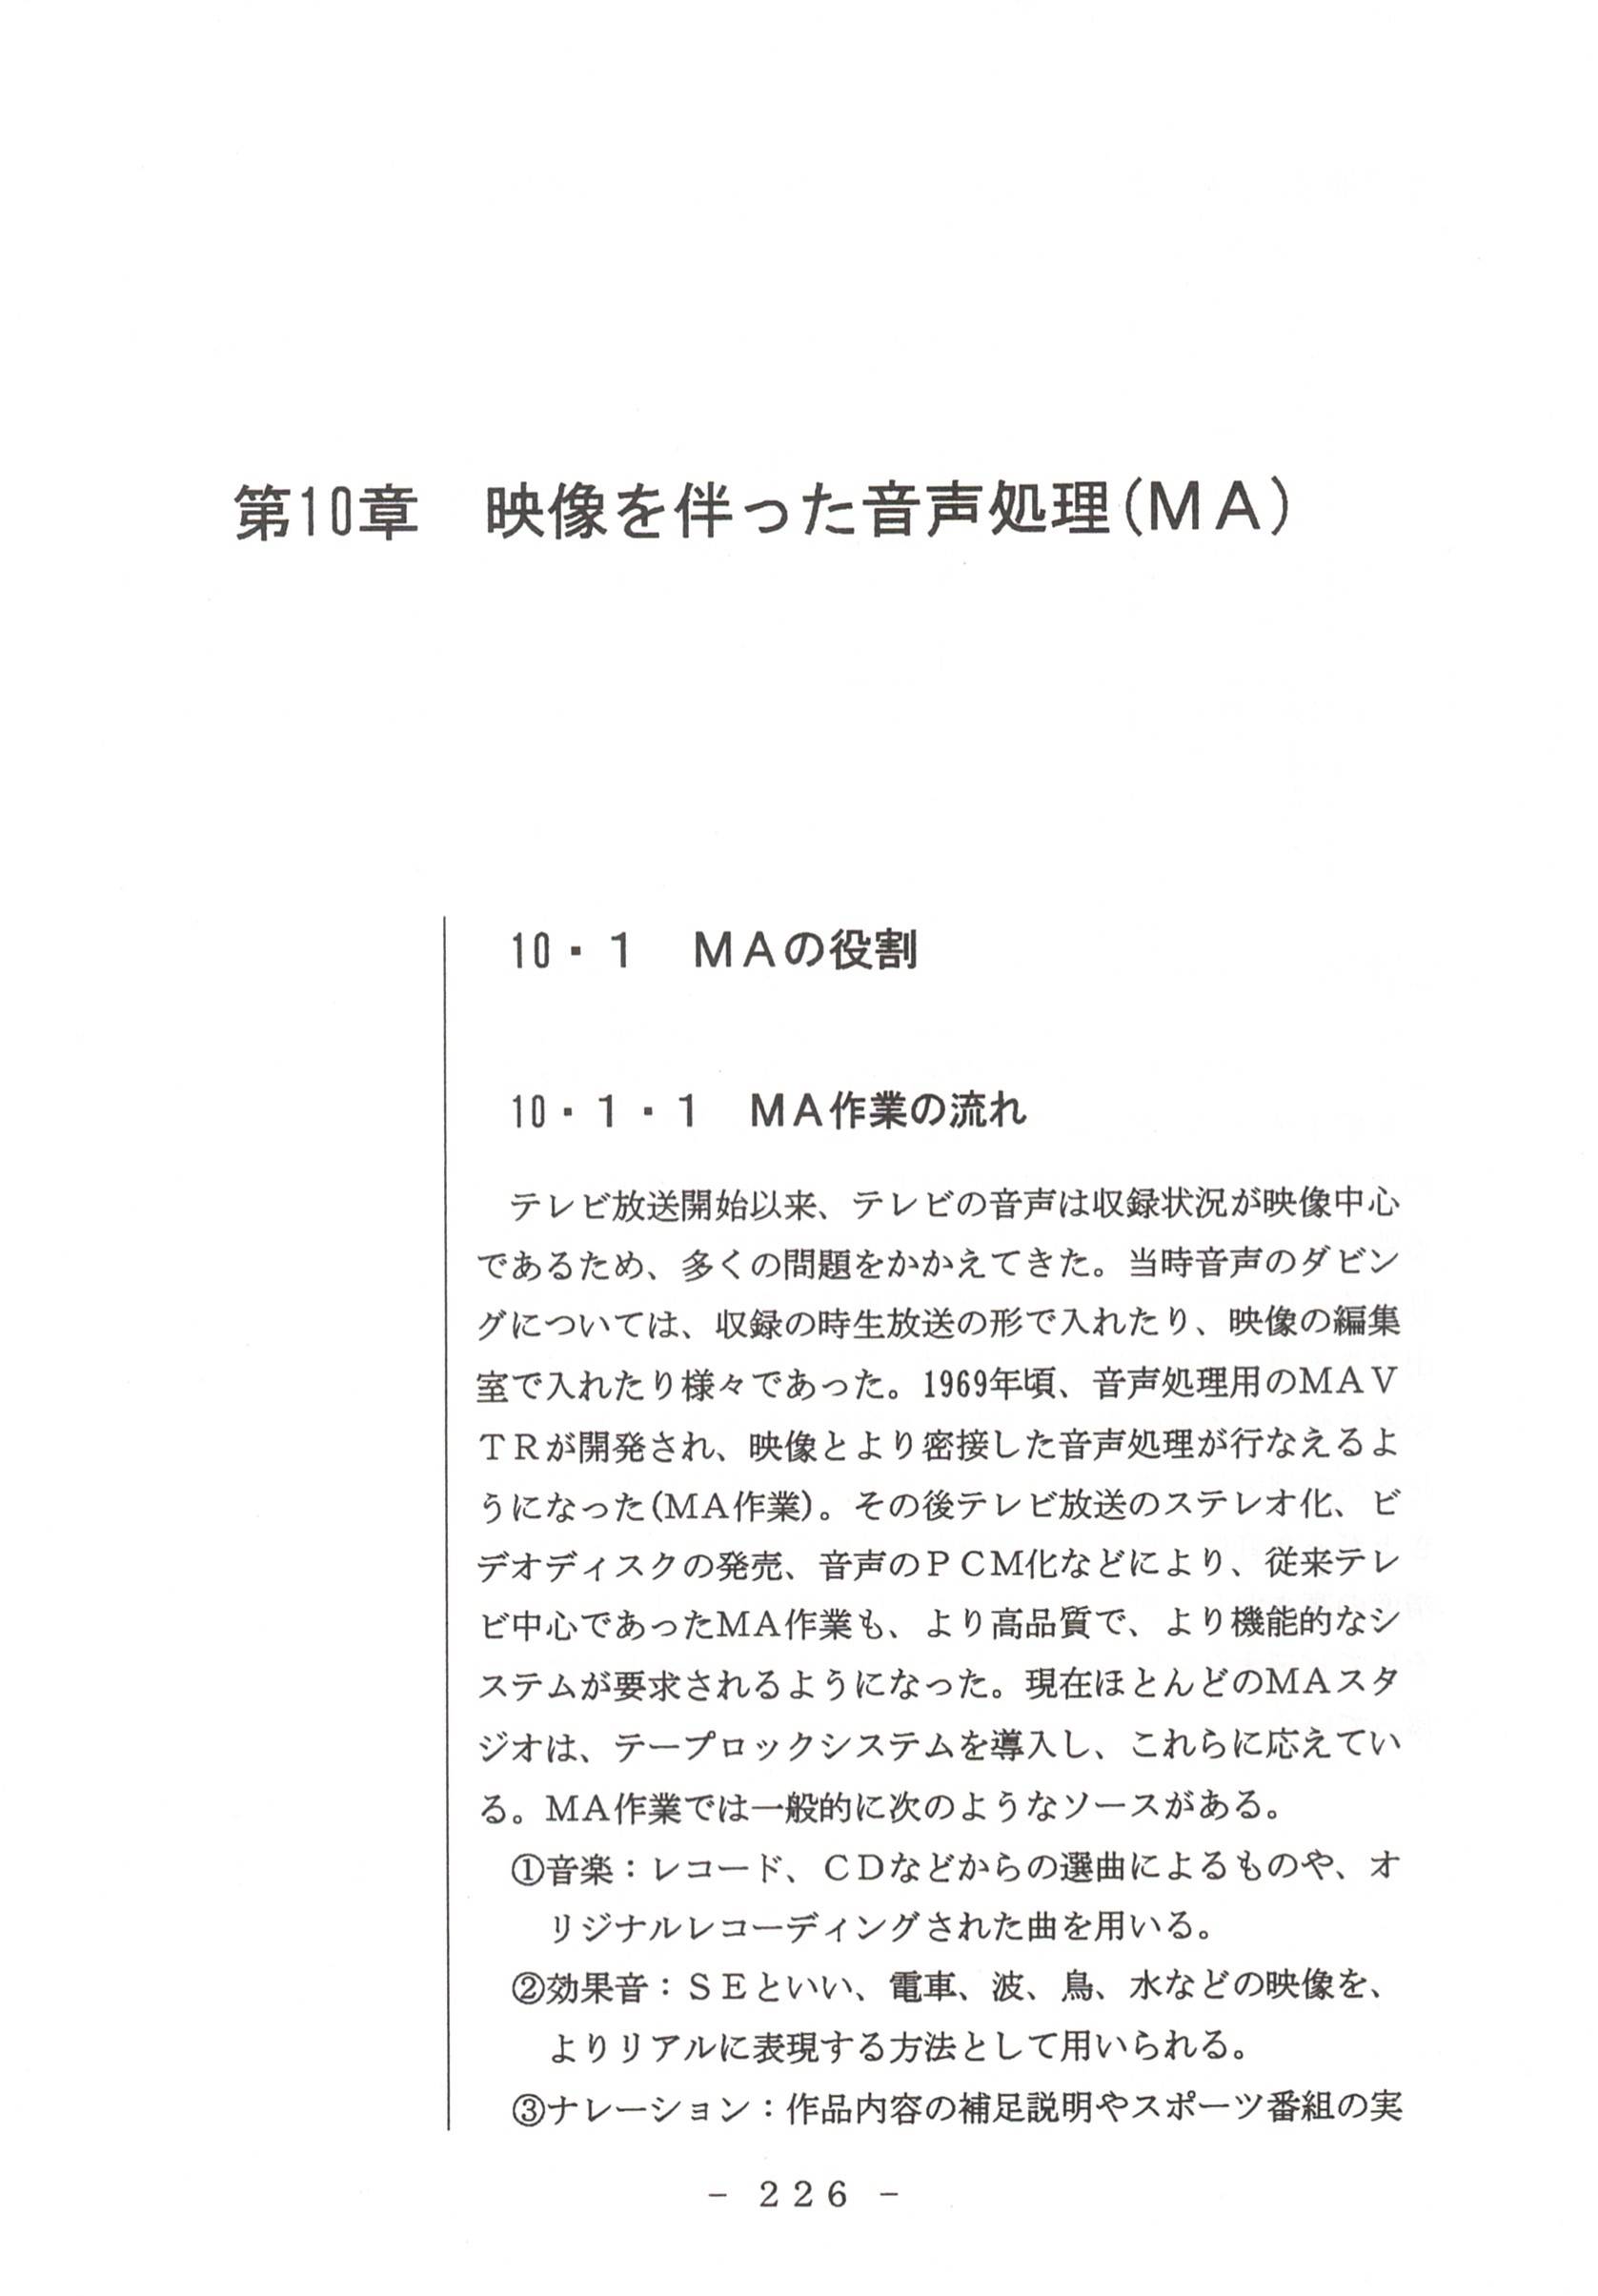 第10章　映像を伴った音声処理(ＭＡ)
10・1　ＭＡの役割
10・1・1　ＭＡ作業の流れ
テレビ放送開始以来、テレビの音声は収録状況が映像中心
であるため、多くの問題をかかえてきた。当時音声のダビン
グについては、収録の時生放送の形で入れたり、映像の編集
室で入れたり様々であった。1969年頃、音声処理用のＭＡＶ
ＴＲが開発され、映像とより密接した音声処理が行なえるよ
うになった(ＭＡ作業)。その後テレビ放送のステレオ化、ビ
デオディスクの発売、音声のＰＣＭ化などにより、従来テレ
ビ中心であったＭＡ作業も、より高品質で、より機能的なシ
ステムが要求されるようになった。現在ほとんどのＭＡスタ
ジオは、テープロックシステムを導入し、これらに応えてい
る。ＭＡ作業では一般的に次のようなソースがある。
①音楽：レコード、ＣＤなどからの選曲によるものや、オ
リジナルレコーディングされた曲を用いる。
②効果音：ＳＥといい、電車、波、鳥、水などの映像を、
よりリアルに表現する方法として用いられる。
③ナレーション：作品内容の補足説明やスポーツ番組の実
－ 226 －